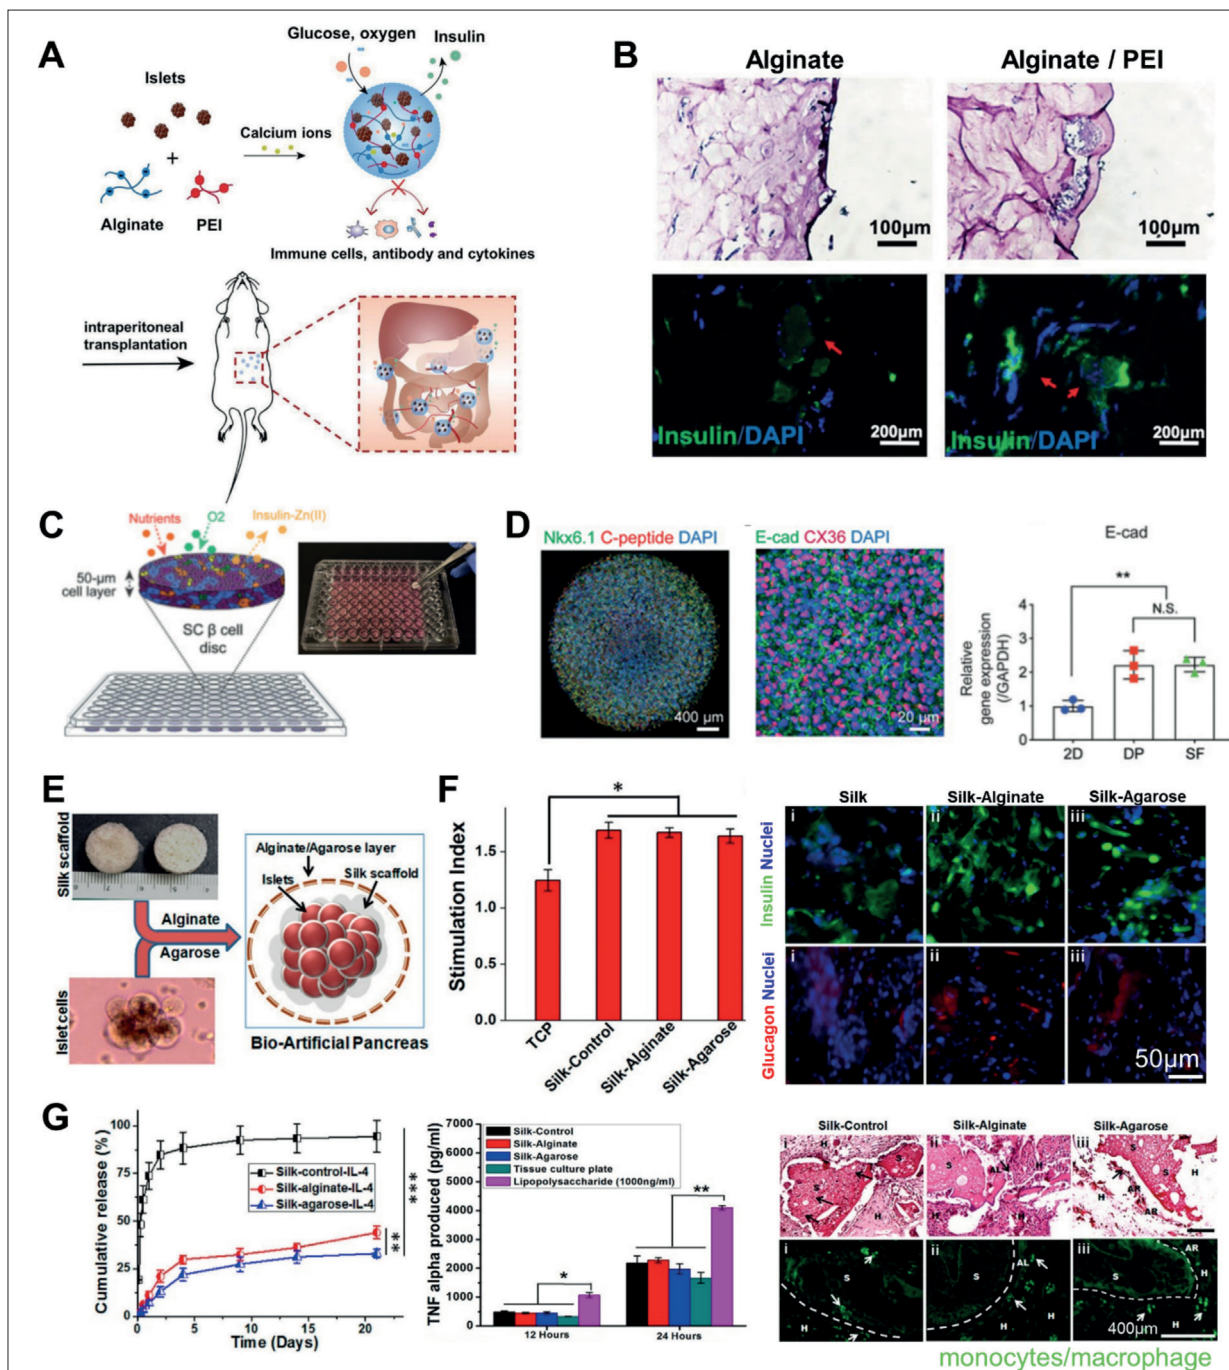 A
Glucose, oxygen
Insulin
Islets
Calcium ions
+
Alginate
PEI
Immune cells, antibody and cytokines
intraperitoneal
transplantation
B
Alginate
Alginate / PEI
100µm
100µm
Insulin/DAPI
200µm
Insulin/DAPI
200µm
C
Nutrients
O2
Insulin-Zn(II)
50-µm
cell layer
SC β cell
disc
D
Nkx6.1 C-peptide DAPI
400 µm
E-cad CX36 DAPI
20 µm
E-cad
**
N.S.
Relative
gene expression
(/GAPDH)
4
3
2
1
0
2D
DP
SF
E
Silk scaffold
Alginate
Agarose
Islet cells
Alginate/Agarose layer
Islets
Silk scaffold
Bio-Artificial Pancreas
F
*
Stimulation Index
1.5
1.0
0.5
0.0
TCP
Silk-Control
Silk-Alginate
Silk-Agarose
Silk
Silk-Alginate
Silk-Agarose
Insulin Nuclei
i
ii
iii
Glucagon Nuclei
i
ii
iii
50µm
G
Cumulative release (%)
100
75
50
25
0
Silk-control-IL-4
Silk-alginate-IL-4
Silk-agarose-IL-4
***
**
0
5
10
15
20
Time (Days)
TNF alpha produced (pg/ml)
7000
6000
5000
4000
3000
2000
1000
0
Silk-Control
Silk-Alginate
Silk-Agarose
Tissue culture plate
Lipopolysaccharide (1000ng/ml)
*
**
12 Hours
24 Hours
Silk-Control
Silk-Alginate
Silk-Agarose
i
H
S
S
H
ii
S
AL
H
H
H
iii
S
H
H
AR
AR
i
S
H
ii
S
AL
H
iii
AR
S
H
H
400µm
monocytes/macrophage